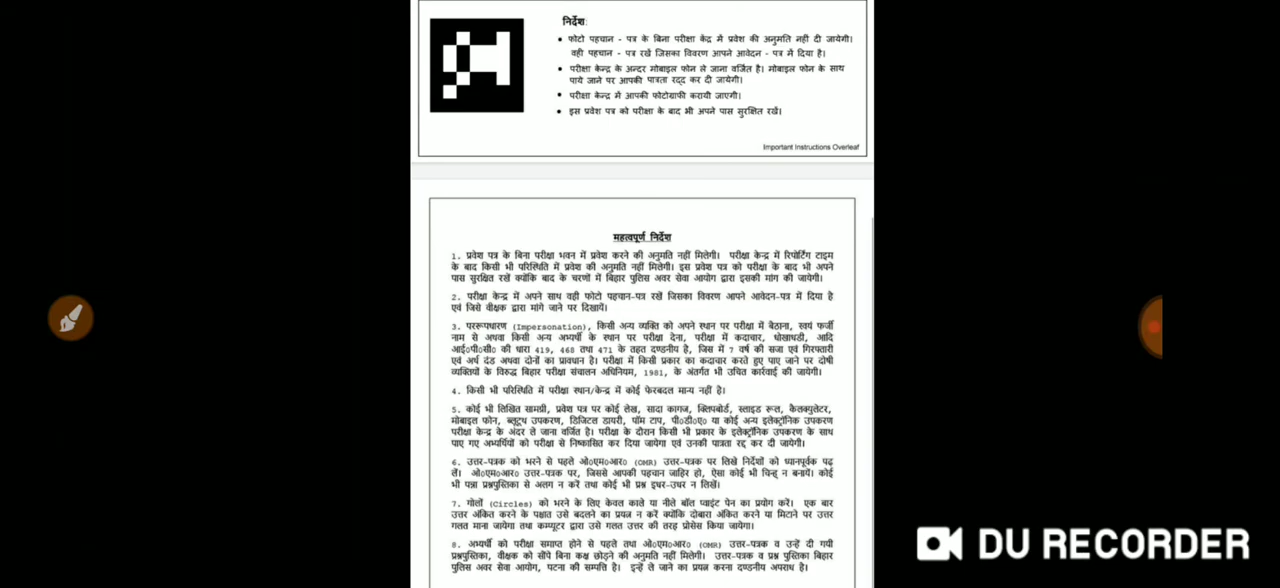 निर्देश:
• फोटो पहचान - पत्र के बिना परीक्षा केंद्र में प्रवेश की अनुमति नहीं दी जायेगी।
वही पहचान - पत्र रखें जिसका विवरण आपने आवेदन - पत्र में दिया है।
• परीक्षा केन्द्र के अन्दर मोबाइल फोन ले जाना वर्जित है। मोबाइल फोन के साथ
पाये जाने पर आपकी पात्रता रद्द कर दी जायेगी।
• परीक्षा केन्द्र में आपकी फोटोग्राफी करायी जाएगी।
• इस प्रवेश पत्र को परीक्षा के बाद भी अपने पास सुरक्षित रखें।
Important Instructions Overleaf
महत्वपूर्ण निर्देश
1. प्रवेश पत्र के बिना परीक्षा भवन में प्रवेश करने की अनुमति नहीं मिलेगी। परीक्षा केन्द्र में रिपोर्टिंग टाइम
के बाद किसी भी परिस्थिति में प्रवेश की अनुमति नहीं मिलेगी। इस प्रवेश पत्र को परीक्षा के बाद भी अपने
पास सुरक्षित रखें क्योंकि बाद के चरणों में बिहार पुलिस अवर सेवा आयोग द्वारा इसकी मांग की जायेगी।
2. परीक्षा केन्द्र में अपने साथ वही फोटो पहचान-पत्र रखें जिसका विवरण आपने आवेदन-पत्र में दिया है
एवं जिसे वीक्षक द्वारा मांगे जाने पर दिखायें।
3. पररूपधारण (Impersonation), किसी अन्य व्यक्ति को अपने स्थान पर परीक्षा में बैठाना, स्वयं फर्जी
नाम से अथवा किसी अन्य अभ्यर्थी के स्थान पर परीक्षा देना, परीक्षा में कदाचार, धोखाधड़ी, आदि
आई०पी०सी० की धारा 419, 468 तथा 471 के तहत दण्डनीय है, जिस में 7 वर्ष की सजा एवं गिरफ्तारी
एवं अर्थ दंड अथवा दोनों का प्रावधान है। परीक्षा में किसी प्रकार का कदाचार करते हुए पाए जाने पर दोषी
व्यक्तियों के विरुद्ध बिहार परीक्षा संचालन अधिनियम, 1981, के अंतर्गत भी उचित कार्रवाई की जायेगी।
4. किसी भी परिस्थिति में परीक्षा स्थान/केन्द्र में कोई फेरबदल मान्य नहीं है।
5. कोई भी लिखित सामग्री, प्रवेश पत्र पर कोई लेख, सादा कागज, क्लिपबोर्ड, स्लाइड रूल, कैलक्युलेटर,
मोबाइल फोन, ब्लूटूथ उपकरण, डिजिटल डायरी, पॉम टाप, पी०डी०ए० या कोई अन्य इलेक्ट्रॉनिक उपकरण
परीक्षा केन्द्र के अंदर ले जाना वर्जित है। परीक्षा के दौरान किसी भी प्रकार के इलेक्ट्रॉनिक उपकरण के साथ
पाए गए अभ्यर्थियों को परीक्षा से निष्कासित कर दिया जायेगा एवं उनकी पात्रता रद्द कर दी जायेगी।
6. उत्तर-पत्रक को भरने से पहले ओ०एम०आर० (OMR) उत्तर-पत्रक पर लिखे निर्देशों को ध्यानपूर्वक पढ़
लें। ओ०एम०आर० उत्तर-पत्रक पर, जिससे आपकी पहचान जाहिर हो, ऐसा कोई भी चिन्ह् न बनायें। कोई
भी पन्ना प्रश्नपुस्तिका से अलग न करें तथा कोई भी प्रश्न इधर-उधर न लिखें।
7. गोलों (Circles) को भरने के लिए केवल काले या नीले बॉल प्वाइंट पेन का प्रयोग करें। एक बार
उत्तर अंकित करने के पश्चात उसे बदलने का प्रयत्न न करें क्योंकि दोबारा अंकित करने या मिटाने पर उत्तर
गलत माना जायेगा तथा कम्प्यूटर द्वारा उसे गलत उत्तर की तरह प्रोसेस किया जायेगा।
8. अभ्यर्थी को परीक्षा समाप्त होने से पहले तथा ओ०एम०आर० (OMR) उत्तर-पत्रक व उन्हें दी गयी
प्रश्नपुस्तिका, वीक्षक को सौंपे बिना कक्ष छोड़ने की अनुमति नहीं मिलेगी। उत्तर-पत्रक व प्रश्न पुस्तिका बिहार
पुलिस अवर सेवा आयोग, पटना की सम्पत्ति है। इन्हें ले जाने का प्रयत्न करना दण्डनीय अपराध है।
DU RECORDER